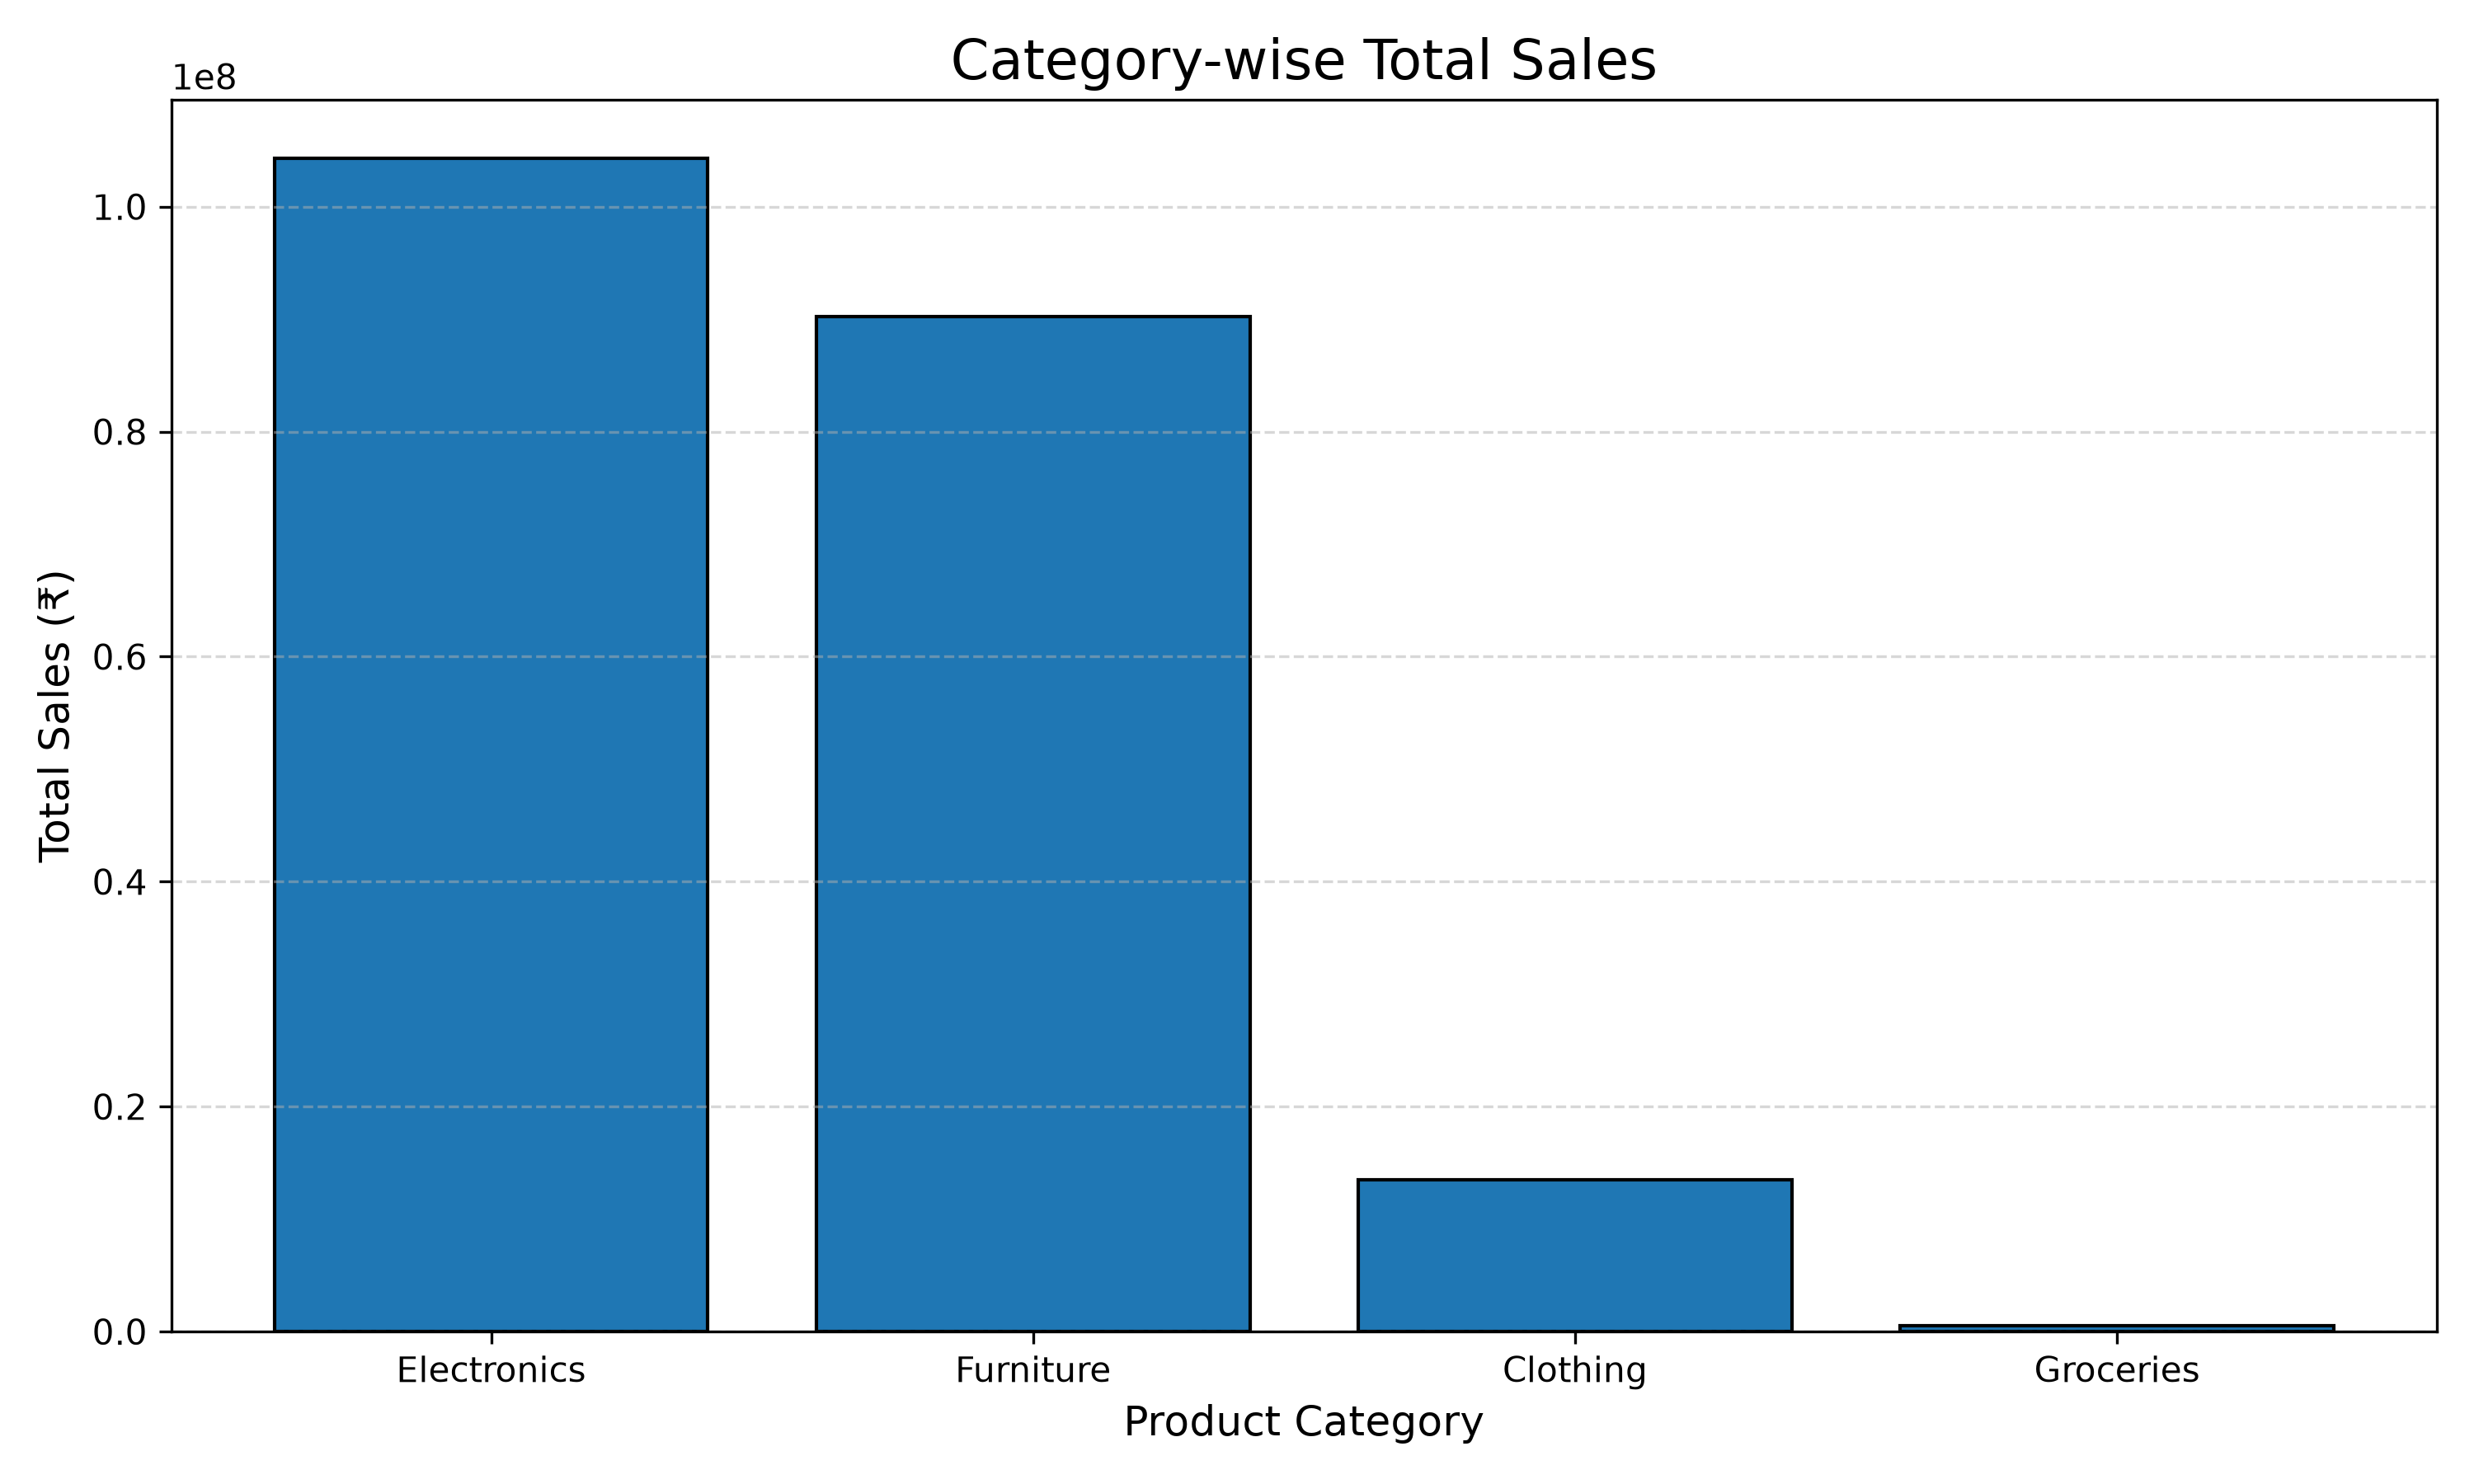 Category-wise Total Sales
1e8
1.0
0.8
0.6
0.4
0.2
0.0
Total Sales (₹)
Electronics
Furniture
Clothing
Groceries
Product Category